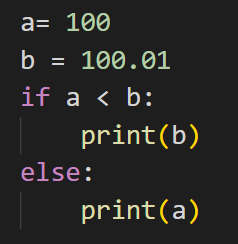 a= 100
b = 100.01
if a < b:
    print(b)
else:
    print(a)